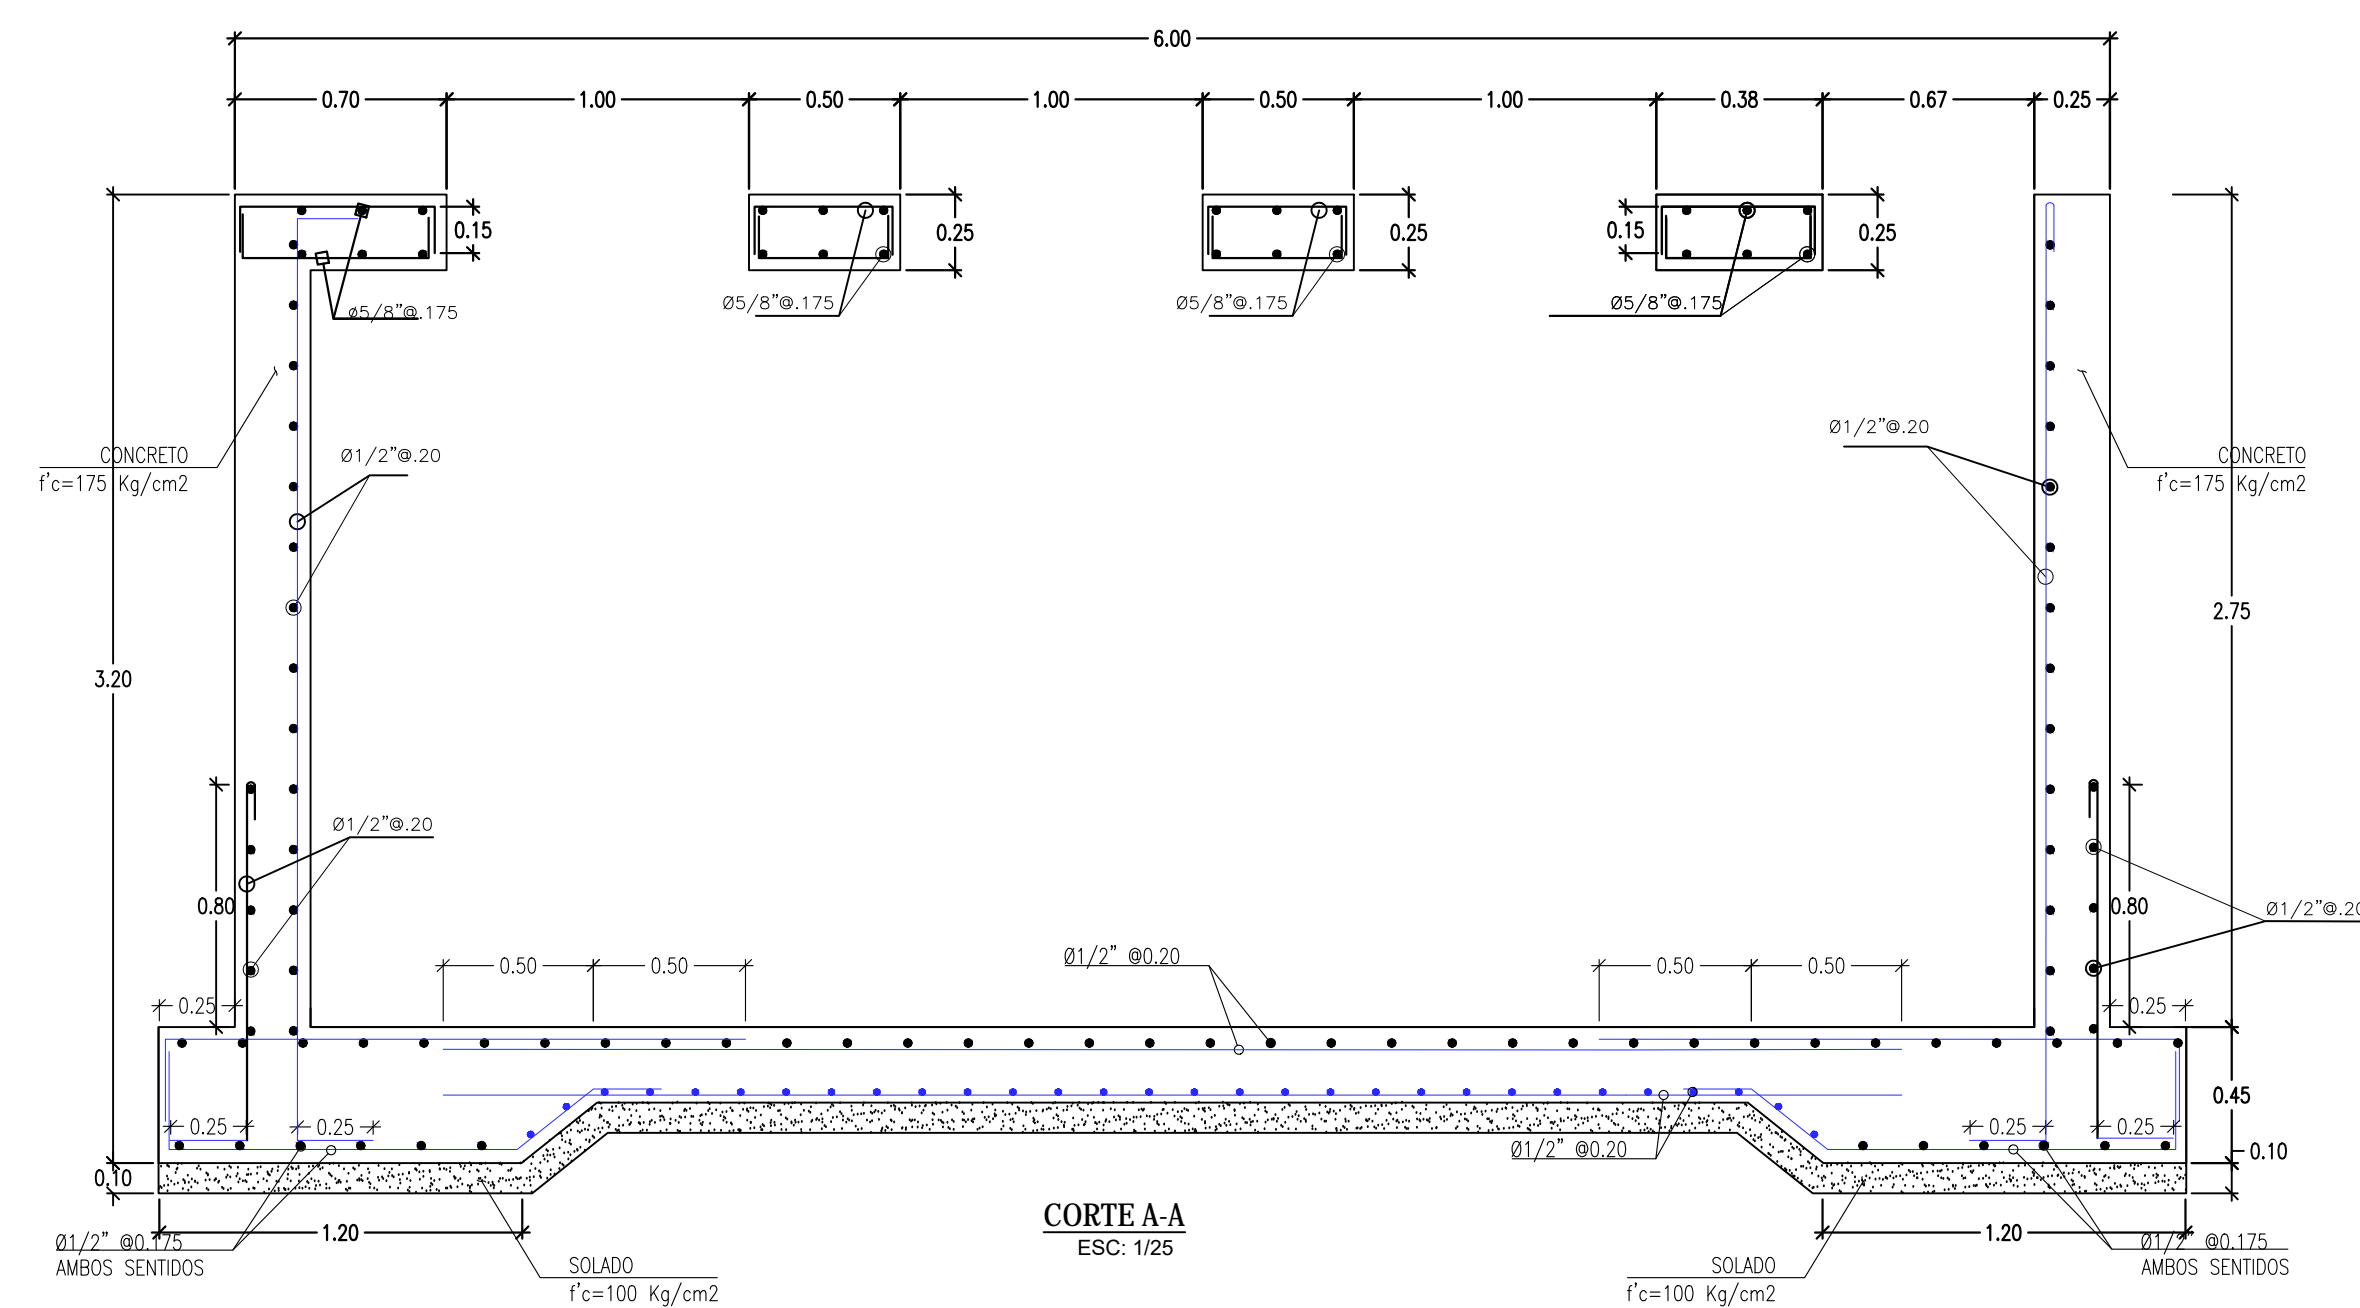 6.00
0.70 1.00 0.50 1.00 0.50 1.00 0.38 0.67 0.25
0.15 0.25 0.25 0.15 0.25
ø5/8"@.175 Ø5/8"@.175 Ø5/8"@.175 Ø5/8"@.175
Ø1/2"@.20
CONCRETO Ø1/2"@.20 CONCRETO
f'c=175 Kg/cm2 f'c=175 Kg/cm2
2.75
3.20
Ø1/2"@.20
0.80 0.80 Ø1/2"@.20
Ø1/2" @0.20
0.50 0.50 0.50 0.50
0.25 0.25
0.45
0.25 0.25 0.25 0.25
Ø1/2" @0.20 0.10
0.10
CORTE A-A
1.20 1.20
Ø1/2" @0.175 ESC: 1/25 Ø1/2" @0.175
AMBOS SENTIDOS SOLADO SOLADO AMBOS SENTIDOS
f'c=100 Kg/cm2 f'c=100 Kg/cm2